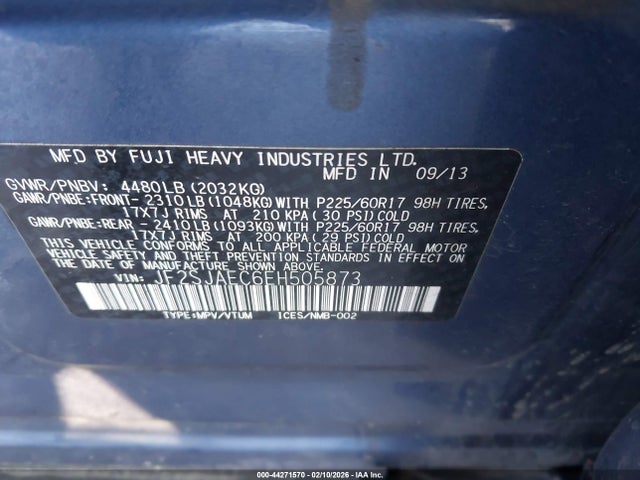 MFD BY FUJI HEAVY INDUSTRIES LTD. MFD IN 09/13
GVWR/PNBV: 4480LB (2032KG)
GAWR/PNBE:FRONT- 2310LB (1048KG) WITH P225/60R17 98H TIRES,
17X7J RIMS AT 210 KPA (30 PSI) COLD
GAWR/PNBE:REAR - 2410LB (1093KG) WITH P225/60R17 98H TIRES,
17X7J RIMS AT 200 KPA (29 PSI) COLD
THIS VEHICLE CONFORMS TO ALL APPLICABLE FEDERAL MOTOR
VEHICLE SAFETY AND THEFT PREVENTION STANDARDS IN EFFECT ON
THE DATE OF MANUFACTURE SHOWN ABOVE.
VIN: JF2SJAEC6EH505873
TYPE:MPV/VTUM ICES/NMB-002
000-44271570 - 02/10/2026 - IAA Inc.